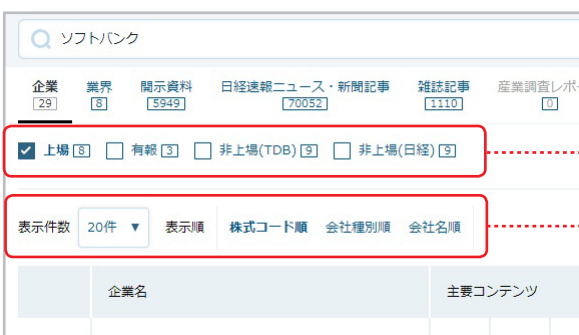 ソフトバンク
企業 業界 開示資料 日経速報ニュース・新聞記事 雑誌記事 産業調査レポ
29 8 5949 70052 1110 0
上場 8 有報 3 非上場(TDB) 9 非上場(日経) 9
表示件数 20件 ▼ 表示順 株式コード順 会社種別順 会社名順
企業名 主要コンテンツ